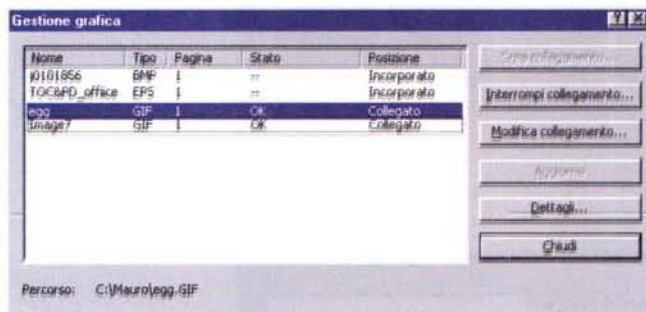 Gestione grafica
Nome Tipo Pagina Stato Posizione
j0101856 BMP 1 -- Incorporato
TOC&PD_office EPS 1 -- Incorporato
egg GIF 1 OK Collegato
image7 GIF 1 OK Collegato
Crea collegamento...
Interrompi collegamento...
Modifica collegamento...
Aggiorna
Dettagli...
Chiudi
Percorso: C:\Mauro\egg.GIF